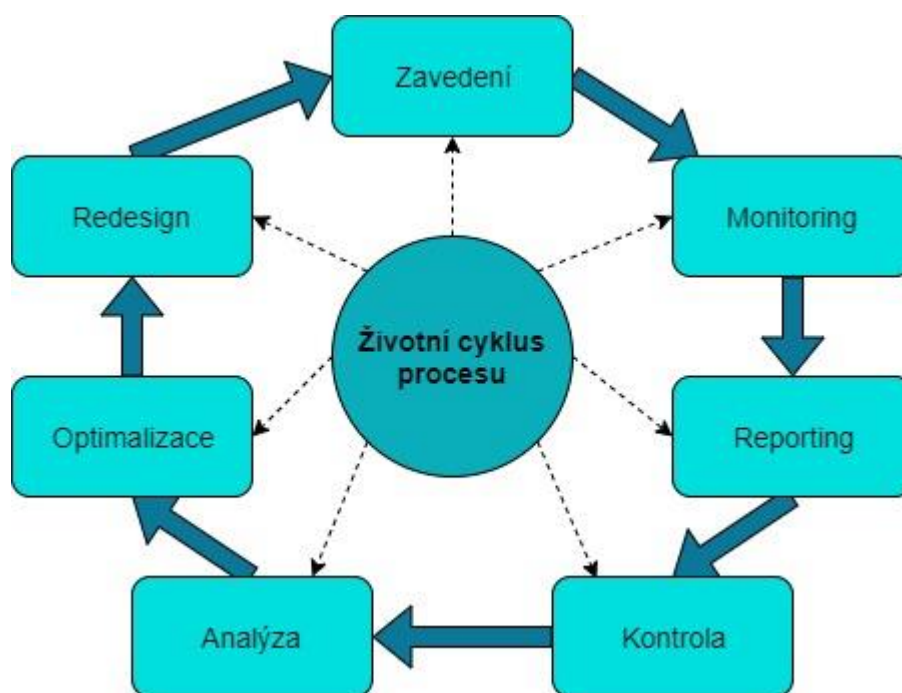 Zavedení
Redesign
Monitoring
Životní cyklus
procesu
Optimalizace
Reporting
Analýza
Kontrola